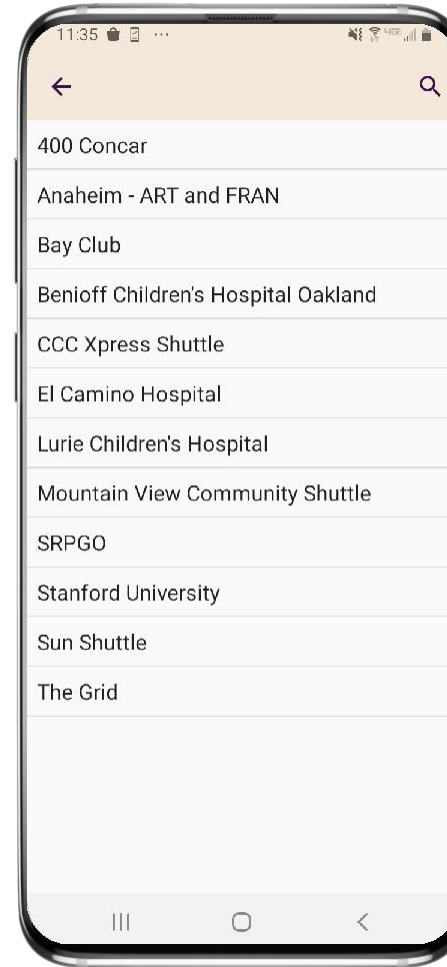 11:35
400 Concar
Anaheim - ART and FRAN
Bay Club
Benioff Children's Hospital Oakland
CCC Xpress Shuttle
El Camino Hospital
Lurie Children's Hospital
Mountain View Community Shuttle
SRPGO
Stanford University
Sun Shuttle
The Grid